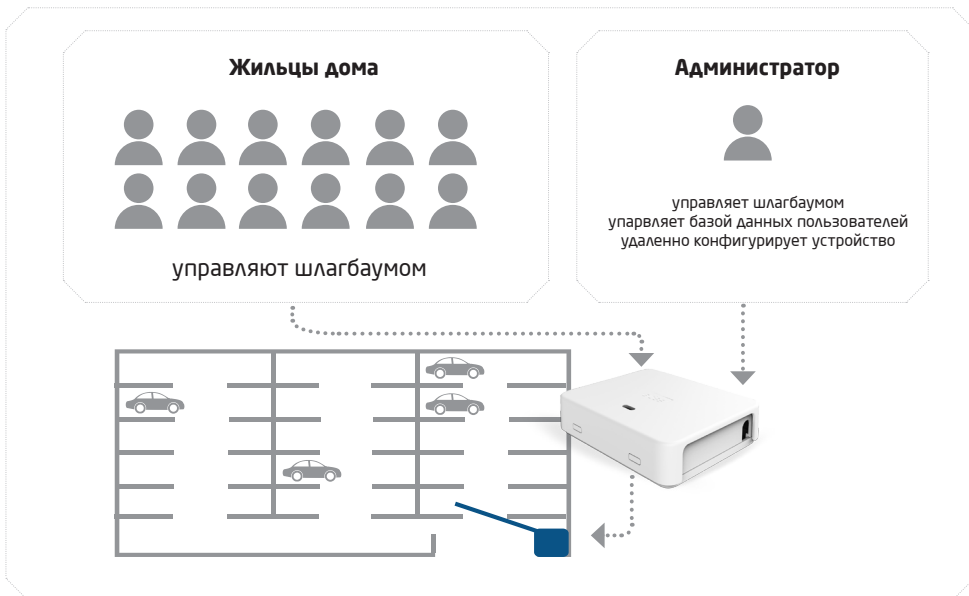 Жильцы дома
управляют шлагбаумом
Администратор
управляет шлагбаумом
упарвляет базой данных пользователей
удаленно конфигурирует устройство